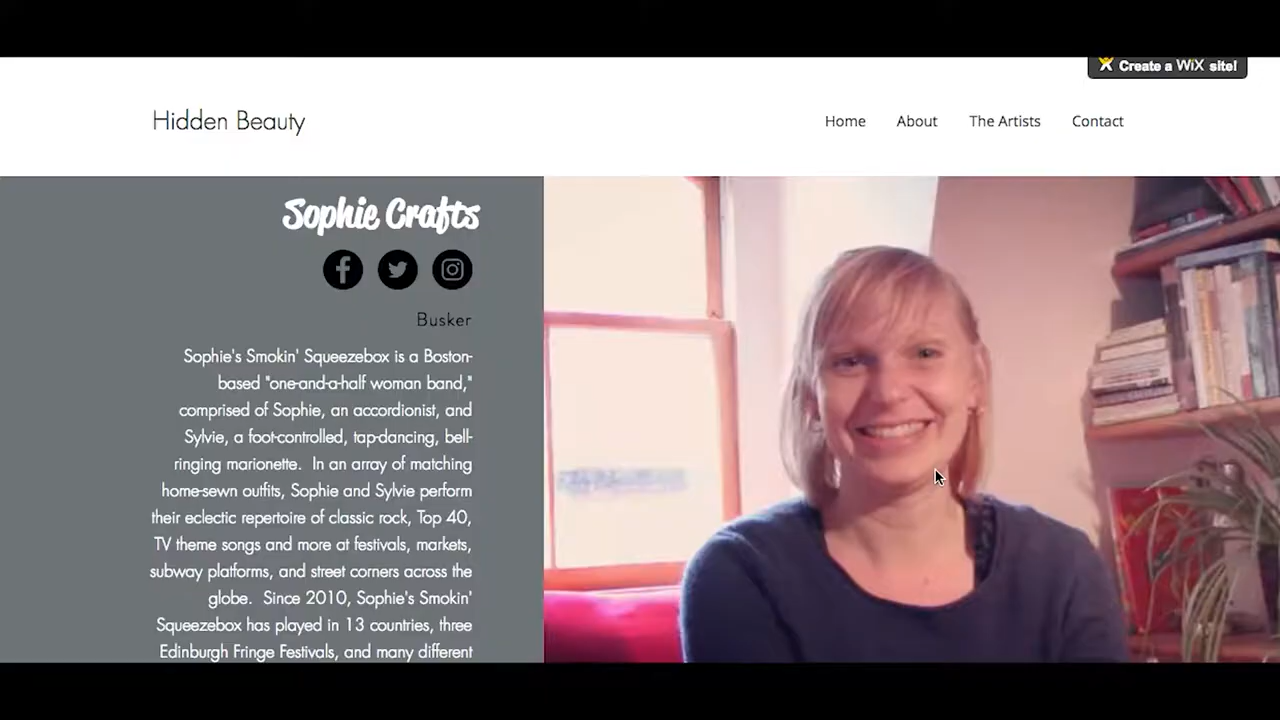 Create a WiX site!
Hidden Beauty
Home About The Artists Contact
Sophie Crafts
Busker
Sophie's Smokin' Squeezebox is a Boston-
based "one-and-a-half woman band,"
comprised of Sophie, an accordionist, and
Sylvie, a foot-controlled, tap-dancing, bell-
ringing marionette. In an array of matching
home-sewn outfits, Sophie and Sylvie perform
their eclectic repertoire of classic rock, Top 40,
TV theme songs and more at festivals, markets,
subway platforms, and street corners across the
globe. Since 2010, Sophie's Smokin'
Squeezebox has played in 13 countries, three
Edinburgh Fringe Festivals, and many different